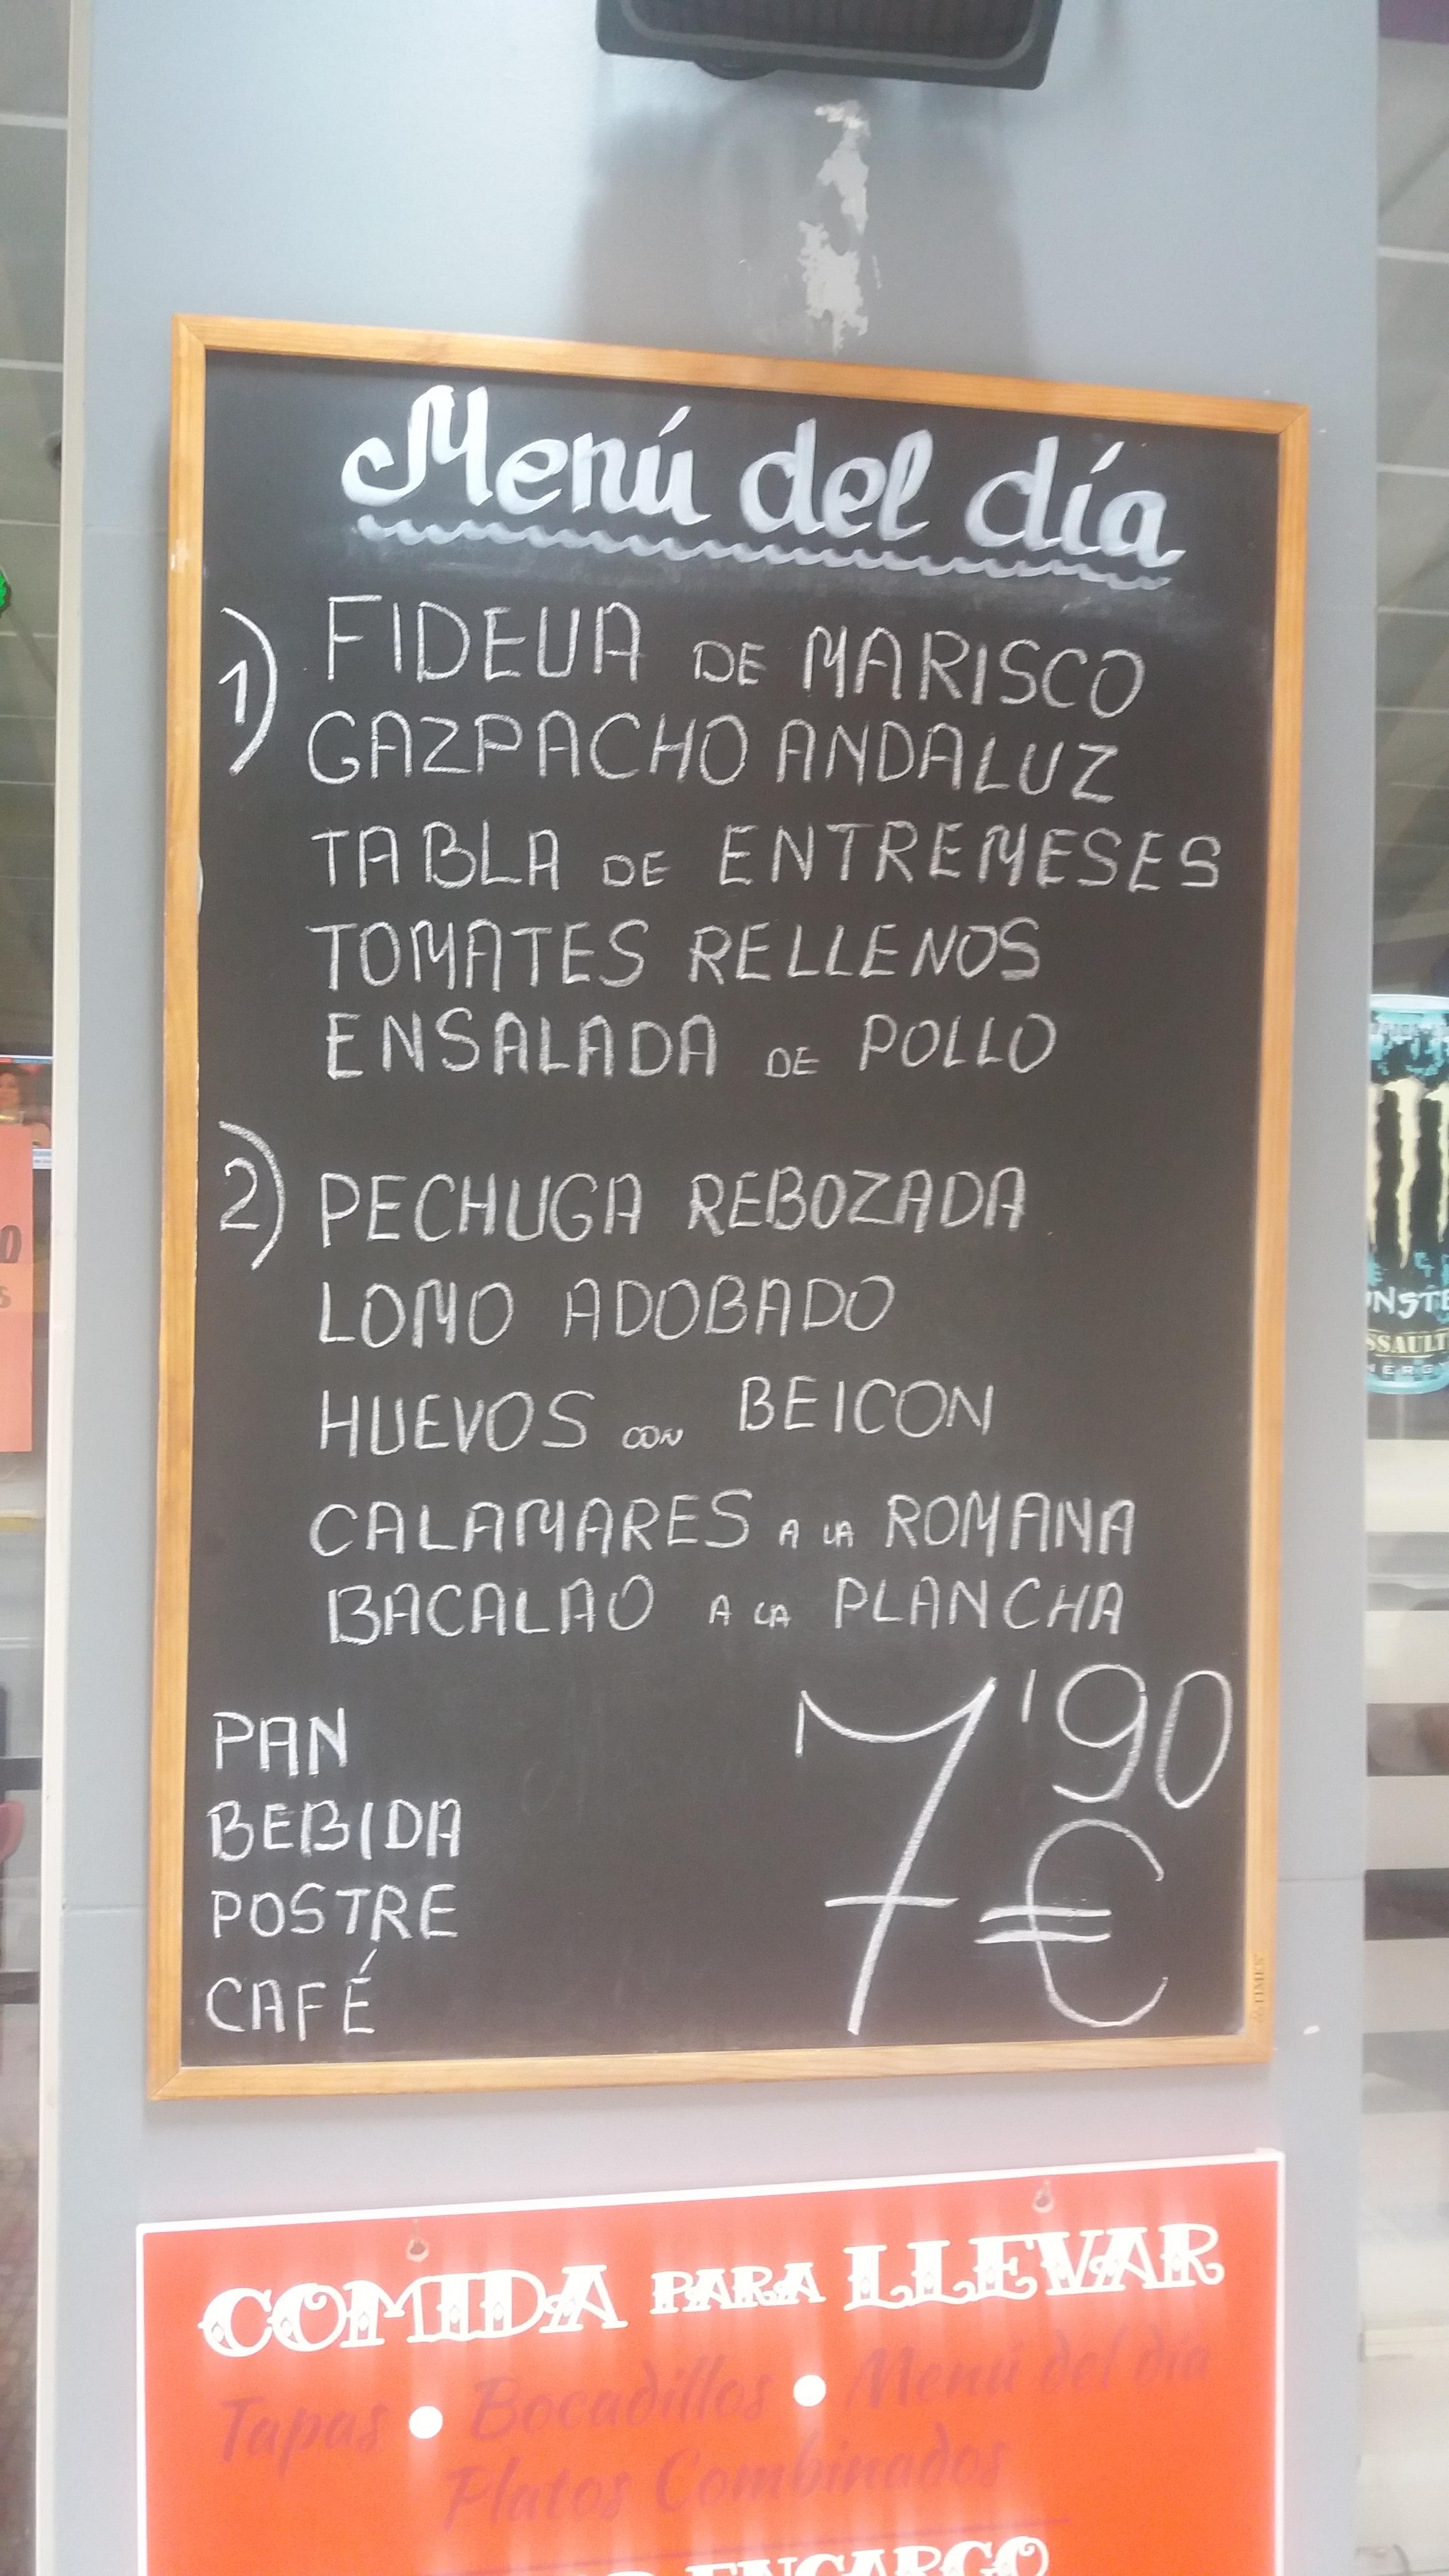 Menú del día
1) FIDEUA DE MARISCO
GAZPACHO ANDALUZ
TABLA DE ENTREMESES
TOMATES RELLENOS
ENSALADA DE POLLO
2) PECHUGA REBOZADA
LOMO ADOBADO
HUEVOS CON BEICON
CALAMARES A LA ROMANA
BACALAO A LA PLANCHA
PAN
BEBIDA
POSTRE
CAFÉ
7'90
€
TIMES
COMIDA PARA LLEVAR
Tapas • Bocadillos • Menú del día
Platos Combinados
ENCARGO